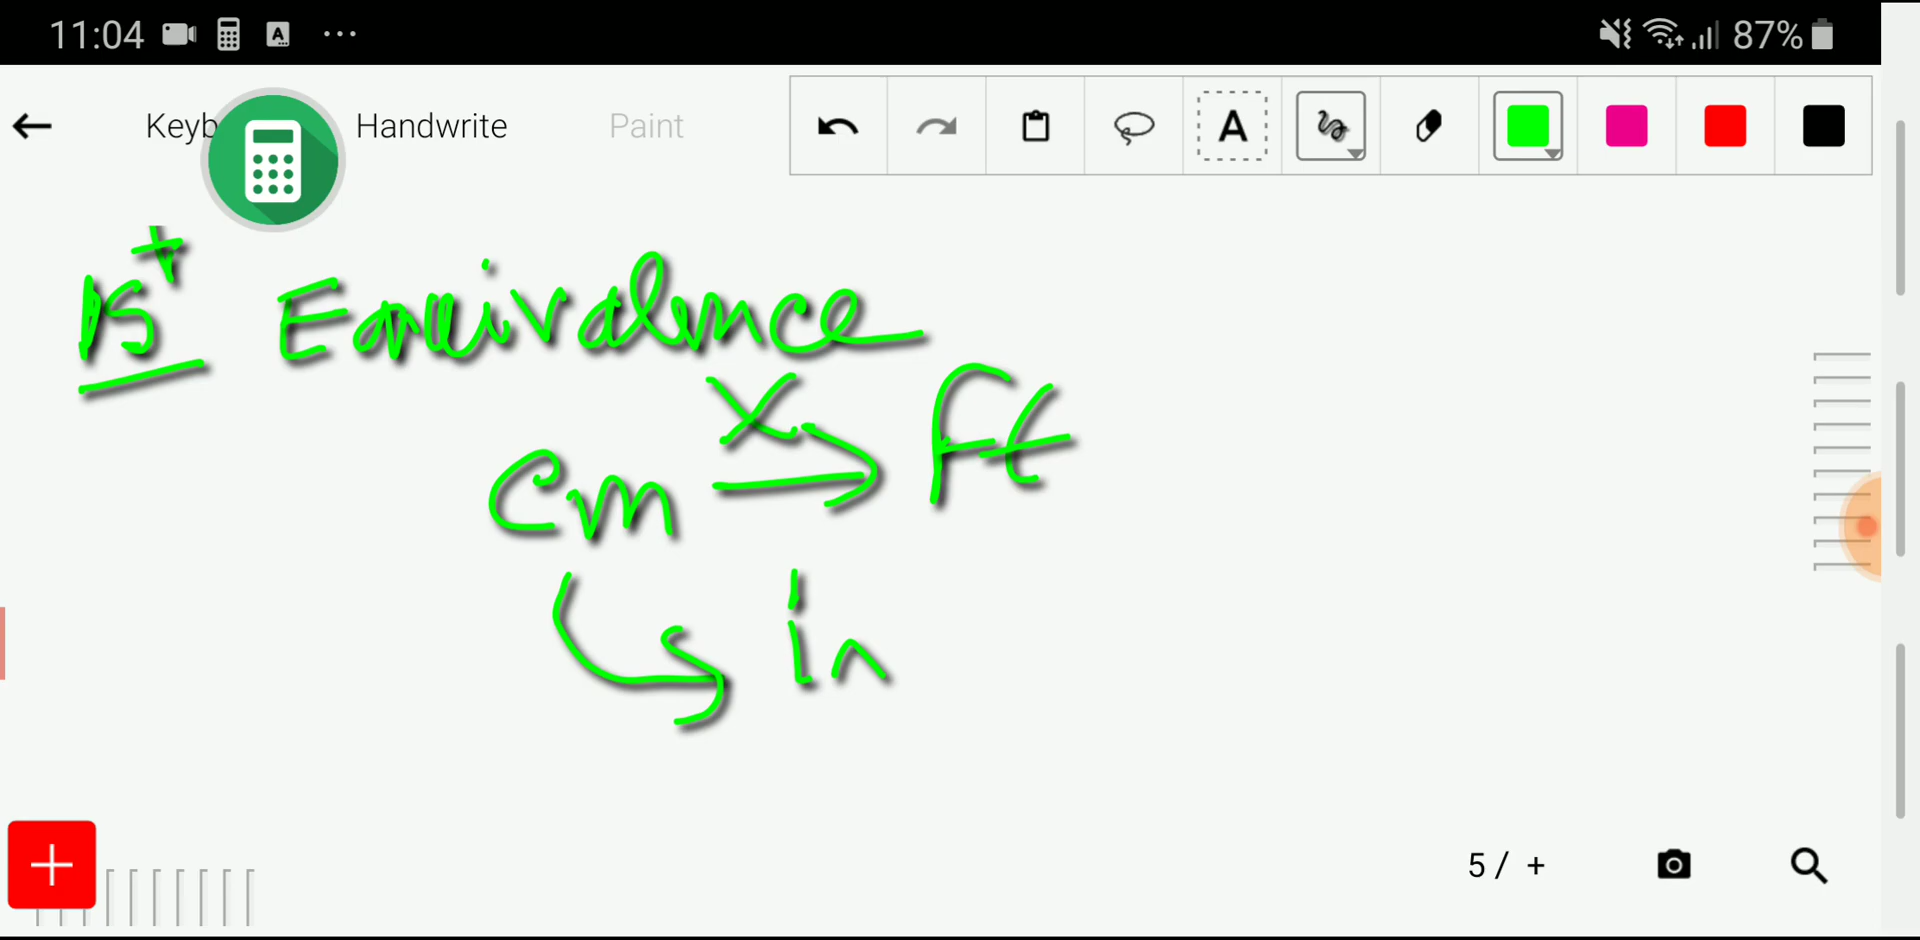 11:04 A ... 87%
Keyb Handwrite Paint A
1st Equivalence
cm X → Ft
in
5 / +